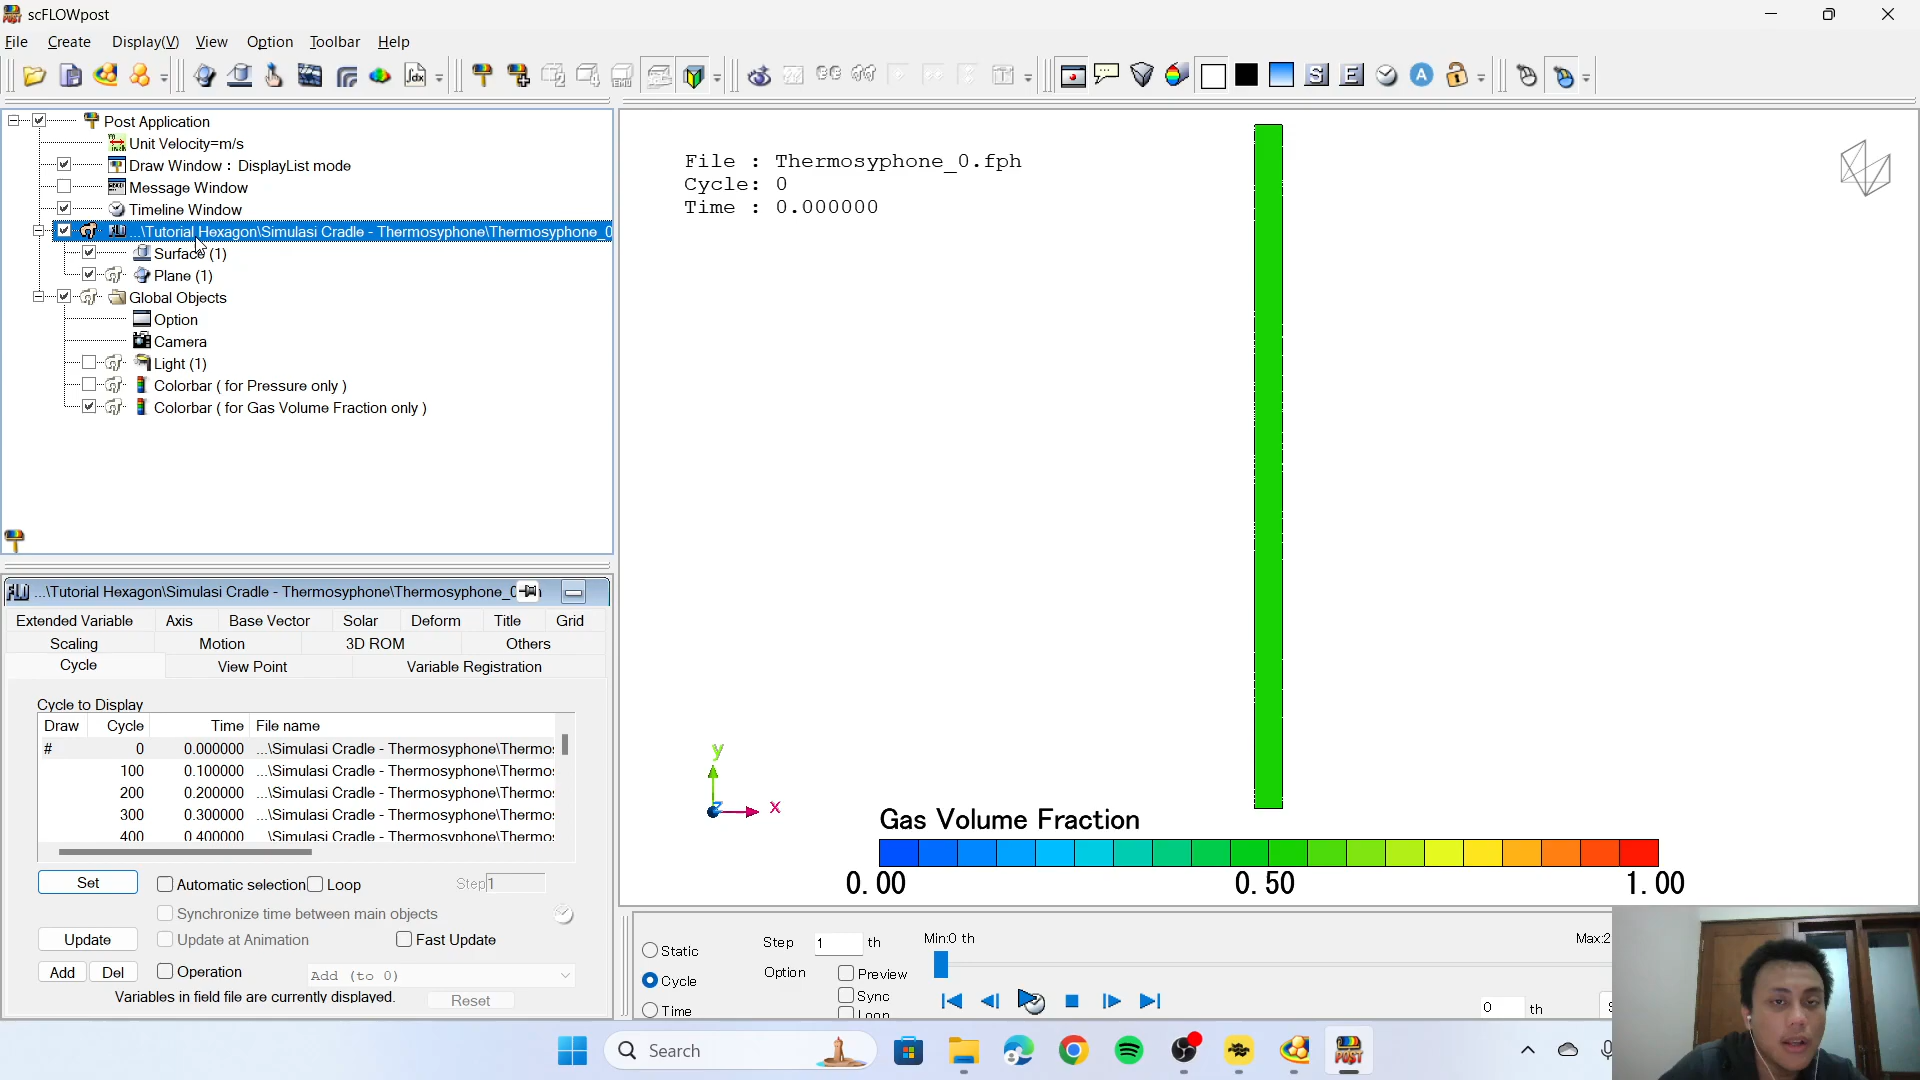 scFLOWpost
File Create Display(V) View Option Toolbar Help
Post Application
Unit Velocity=m/s
Draw Window : DisplayList mode
Message Window
Timeline Window
...\Tutorial Hexagon\Simulasi Cradle - Thermosyphone\Thermosyphone_0
Surface (1)
Plane (1)
Global Objects
Option
Camera
Light (1)
Colorbar ( for Pressure only )
Colorbar ( for Gas Volume Fraction only )
File : Thermosyphone_0.fph
Cycle: 0
Time : 0.000000
y
z
x
Gas Volume Fraction
0.00 0.50 1.00
...\Tutorial Hexagon\Simulasi Cradle - Thermosyphone\Thermosyphone_0
Extended Variable Axis Base Vector Solar Deform Title Grid
Scaling Motion 3D ROM Others
Cycle View Point Variable Registration
Cycle to Display
Draw Cycle Time File name
# 0 0.000000 ...\Simulasi Cradle - Thermosyphone\Thermo
100 0.100000 ...\Simulasi Cradle - Thermosyphone\Thermo
200 0.200000 ...\Simulasi Cradle - Thermosyphone\Thermo
300 0.300000 ...\Simulasi Cradle - Thermosyphone\Thermo
400 0.400000 \Simulasi Cradle - Thermosyphone\Thermo
Set Automatic selection Loop Step 1
Synchronize time between main objects
Update Update at Animation Fast Update
Add Del Operation Add (to 0)
Variables in field file are currently displayed. Reset
Static
Cycle
Time
Step 1 th
Option Preview
Sync
Loop
Min:0 th
Max:2
0 th
Search